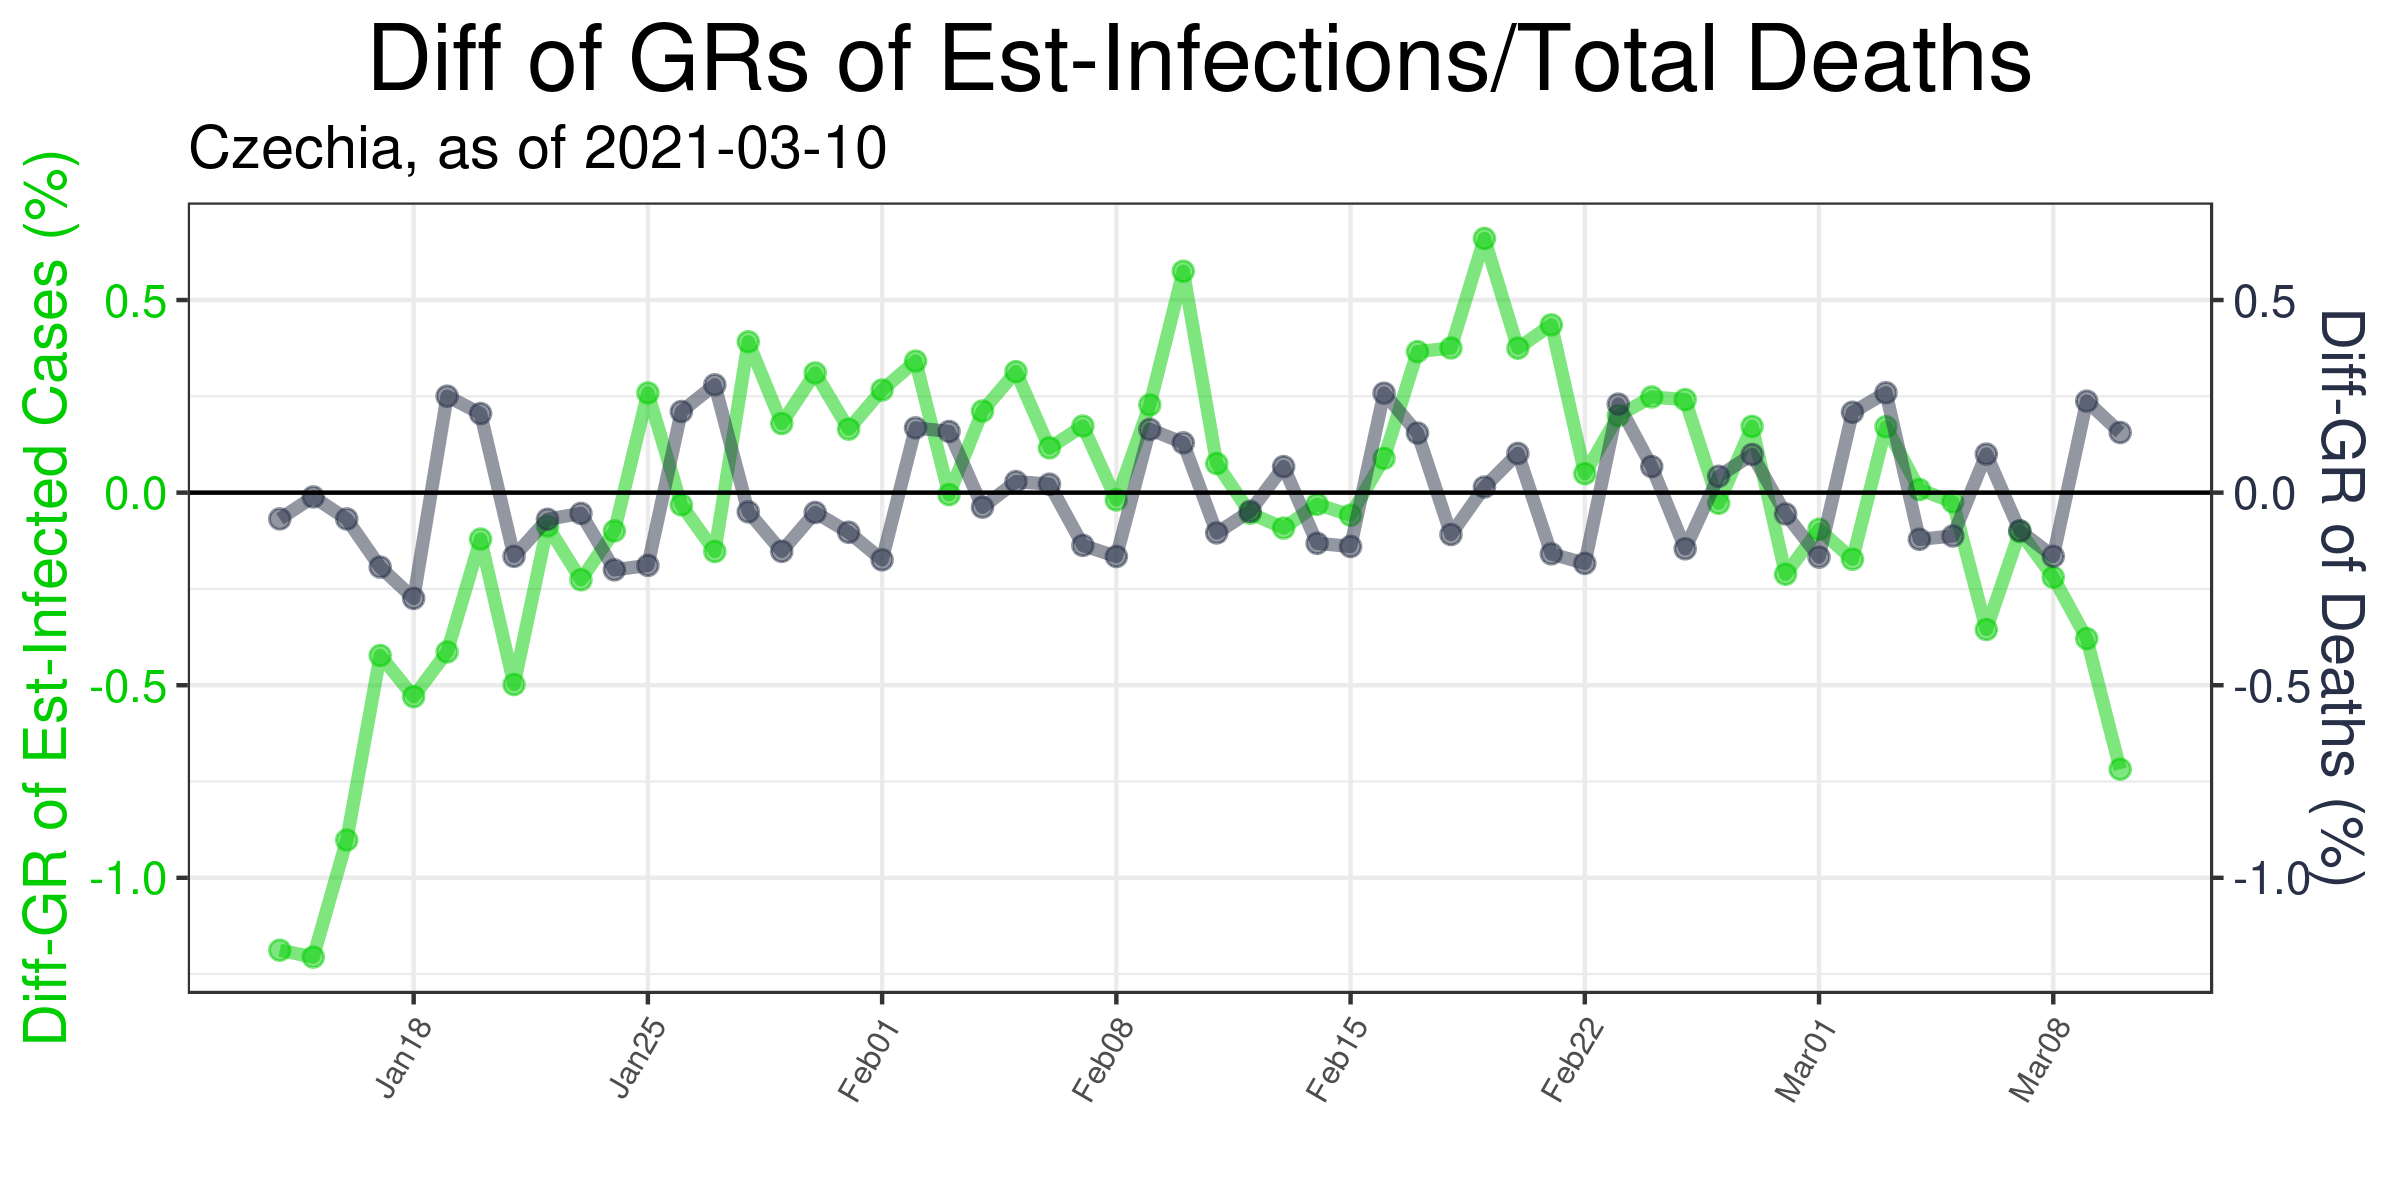 Diff of GRs of Est-Infections/Total Deaths
Czechia, as of 2021-03-10
Diff-GR of Est-Infected Cases (%)
0.5
0.0
-0.5
-1.0
0.5
0.0
-0.5
-1.0
Diff-GR of Deaths (%)
Jan18
Jan25
Feb01
Feb08
Feb15
Feb22
Mar01
Mar08